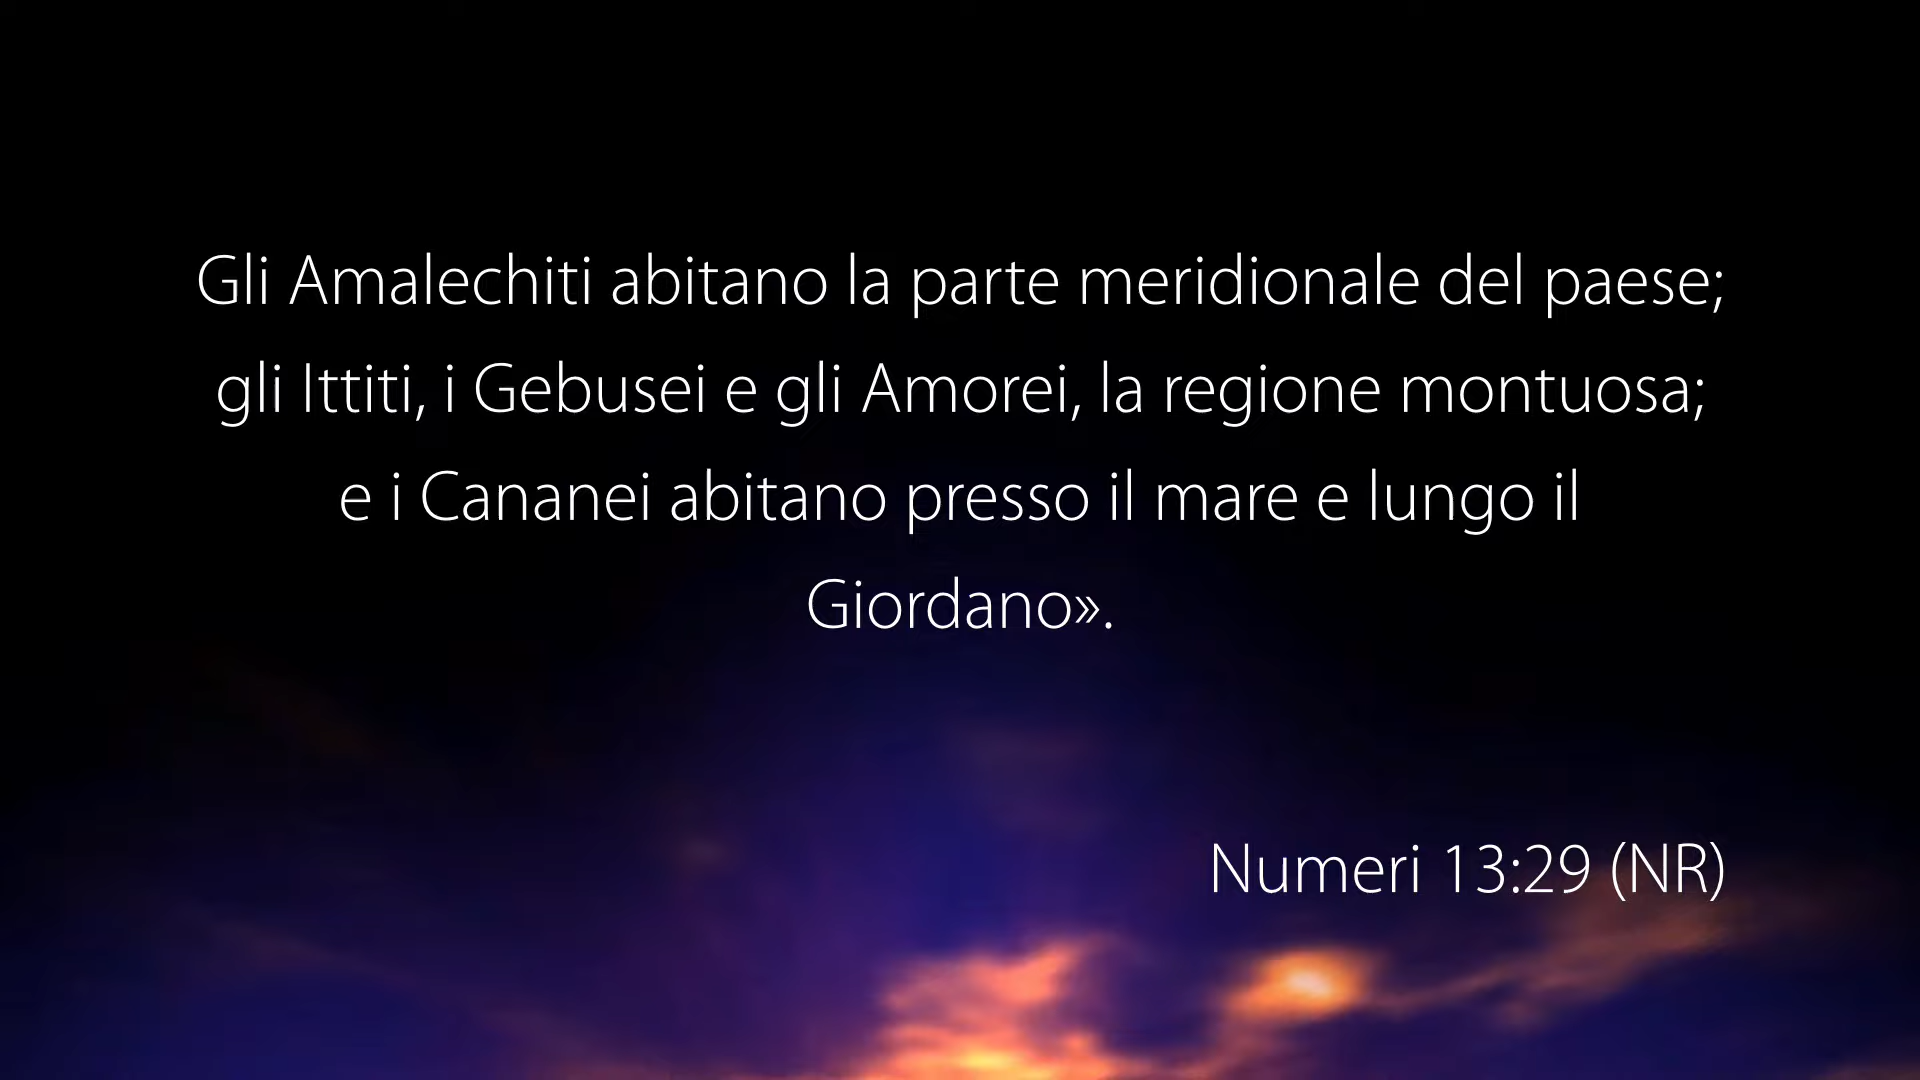 Gli Amalechiti abitano la parte meridionale del paese;
gli Ittiti, i Gebusei e gli Amorei, la regione montuosa;
e i Cananei abitano presso il mare e lungo il
Giordano».
Numeri 13:29 (NR)